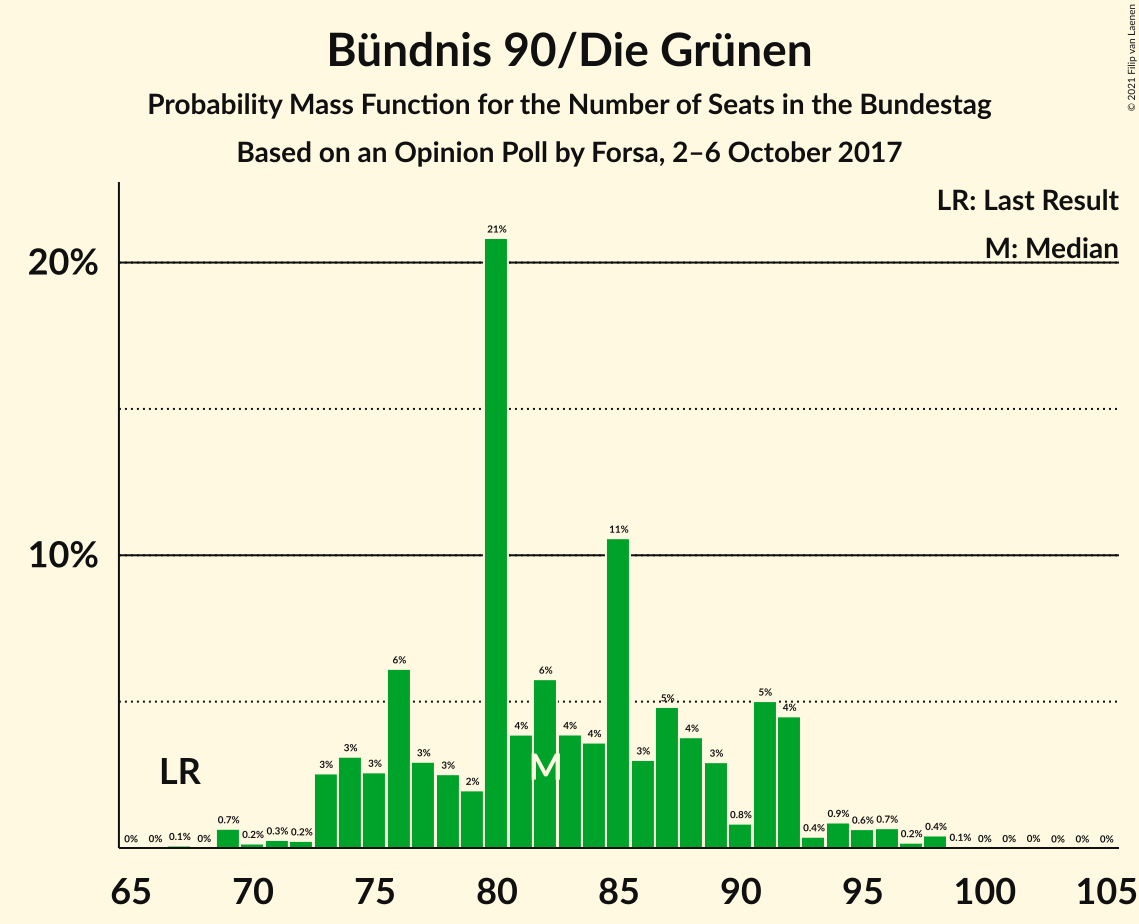 Bündnis 90/Die Grünen
Probability Mass Function for the Number of Seats in the Bundestag
Based on an Opinion Poll by Forsa, 2–6 October 2017
© 2021 Filip van Laenen
LR: Last Result
M: Median
20%
10%
LR
M
0% 0% 0.1% 0% 0.7% 0.2% 0.3% 0.2% 3% 3% 3% 6% 3% 3% 2% 21% 4% 6% 4% 4% 11% 3% 5% 4% 3% 0.8% 5% 4% 0.4% 0.9% 0.6% 0.7% 0.2% 0.4% 0.1% 0% 0% 0% 0% 0% 0%
65 70 75 80 85 90 95 100 105